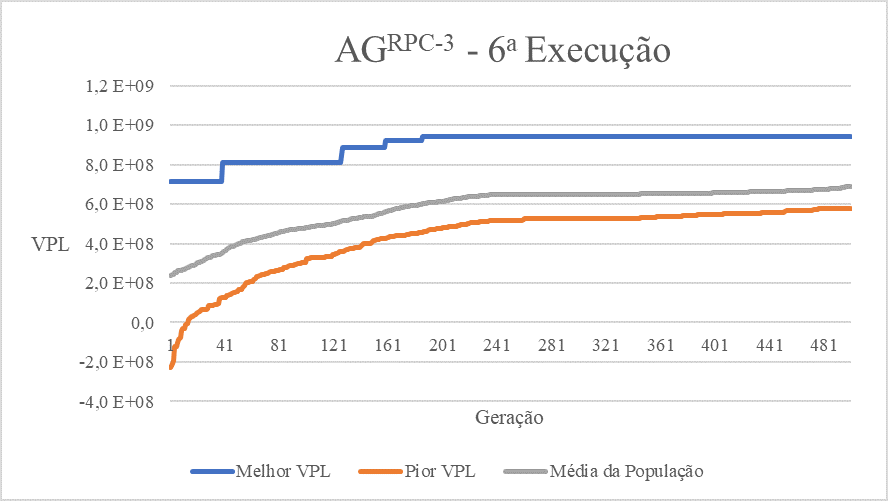 AGRPC-3 - 6ª Execução
1,2 E+09
1,0 E+09
8,0 E+08
6,0 E+08
VPL
4,0 E+08
2,0 E+08
0,0
1 41 81 121 161 201 241 281 321 361 401 441 481
-2,0 E+08
-4,0 E+08
Geração
Melhor VPL Pior VPL Média da População